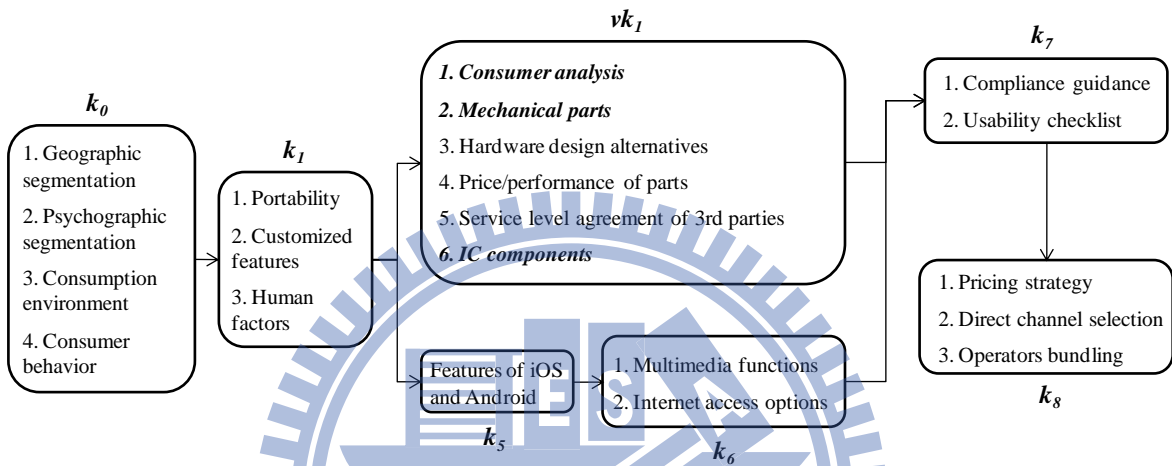 k0
1. Geographic
segmentation
2. Psychographic
segmentation
3. Consumption
environment
4. Consumer
behavior
k1
1. Portability
2. Customized
features
3. Human
factors
vk1
1. Consumer analysis
2. Mechanical parts
3. Hardware design alternatives
4. Price/performance of parts
5. Service level agreement of 3rd parties
6. IC components
Features of iOS
and Android
k5
1. Multimedia functions
2. Internet access options
k6
k7
1. Compliance guidance
2. Usability checklist
1. Pricing strategy
2. Direct channel selection
3. Operators bundling
k8
ESA